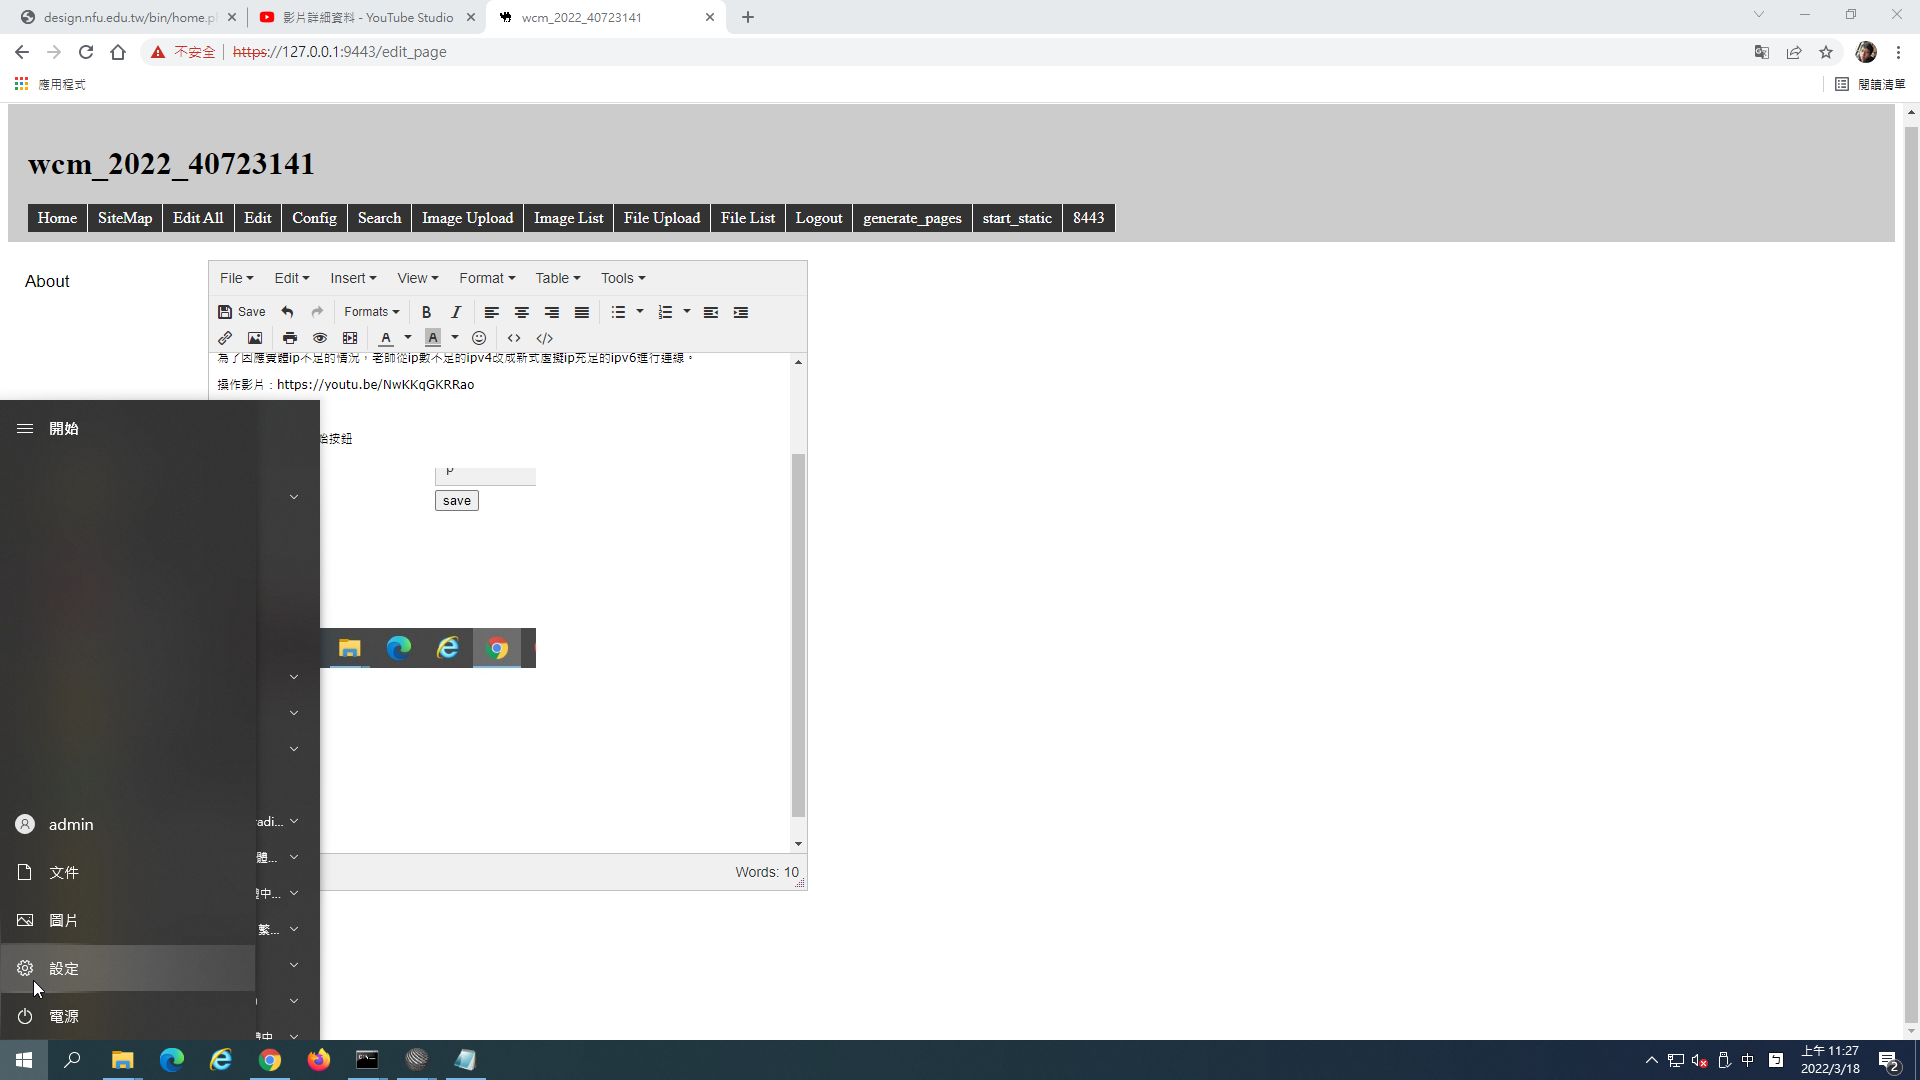 design.nfu.edu.tw/bin/home.p
影片詳細資料 - YouTube Studio
wcm_2022_40723141
不安全
https://127.0.0.1:9443/edit_page
應用程式
閱讀清單
wcm_2022_40723141
Home
SiteMap
Edit All
Edit
Config
Search
Image Upload
Image List
File Upload
File List
Logout
generate_pages
start_static
8443
About
File
Edit
Insert
View
Format
Table
Tools
Save
Formats
為了因應實體ip不足的情況，老師從ip數不足的ipv4改成新式虛擬ip充足的ipv6進行連線。
操作影片：https://youtu.be/NwKKqGKRRao
始按鈕
p
save
開始
admin
文件
圖片
設定
電源
radi...
體...
中...
繁...
體中
Words: 10
中
上午 11:27
2022/3/18
2